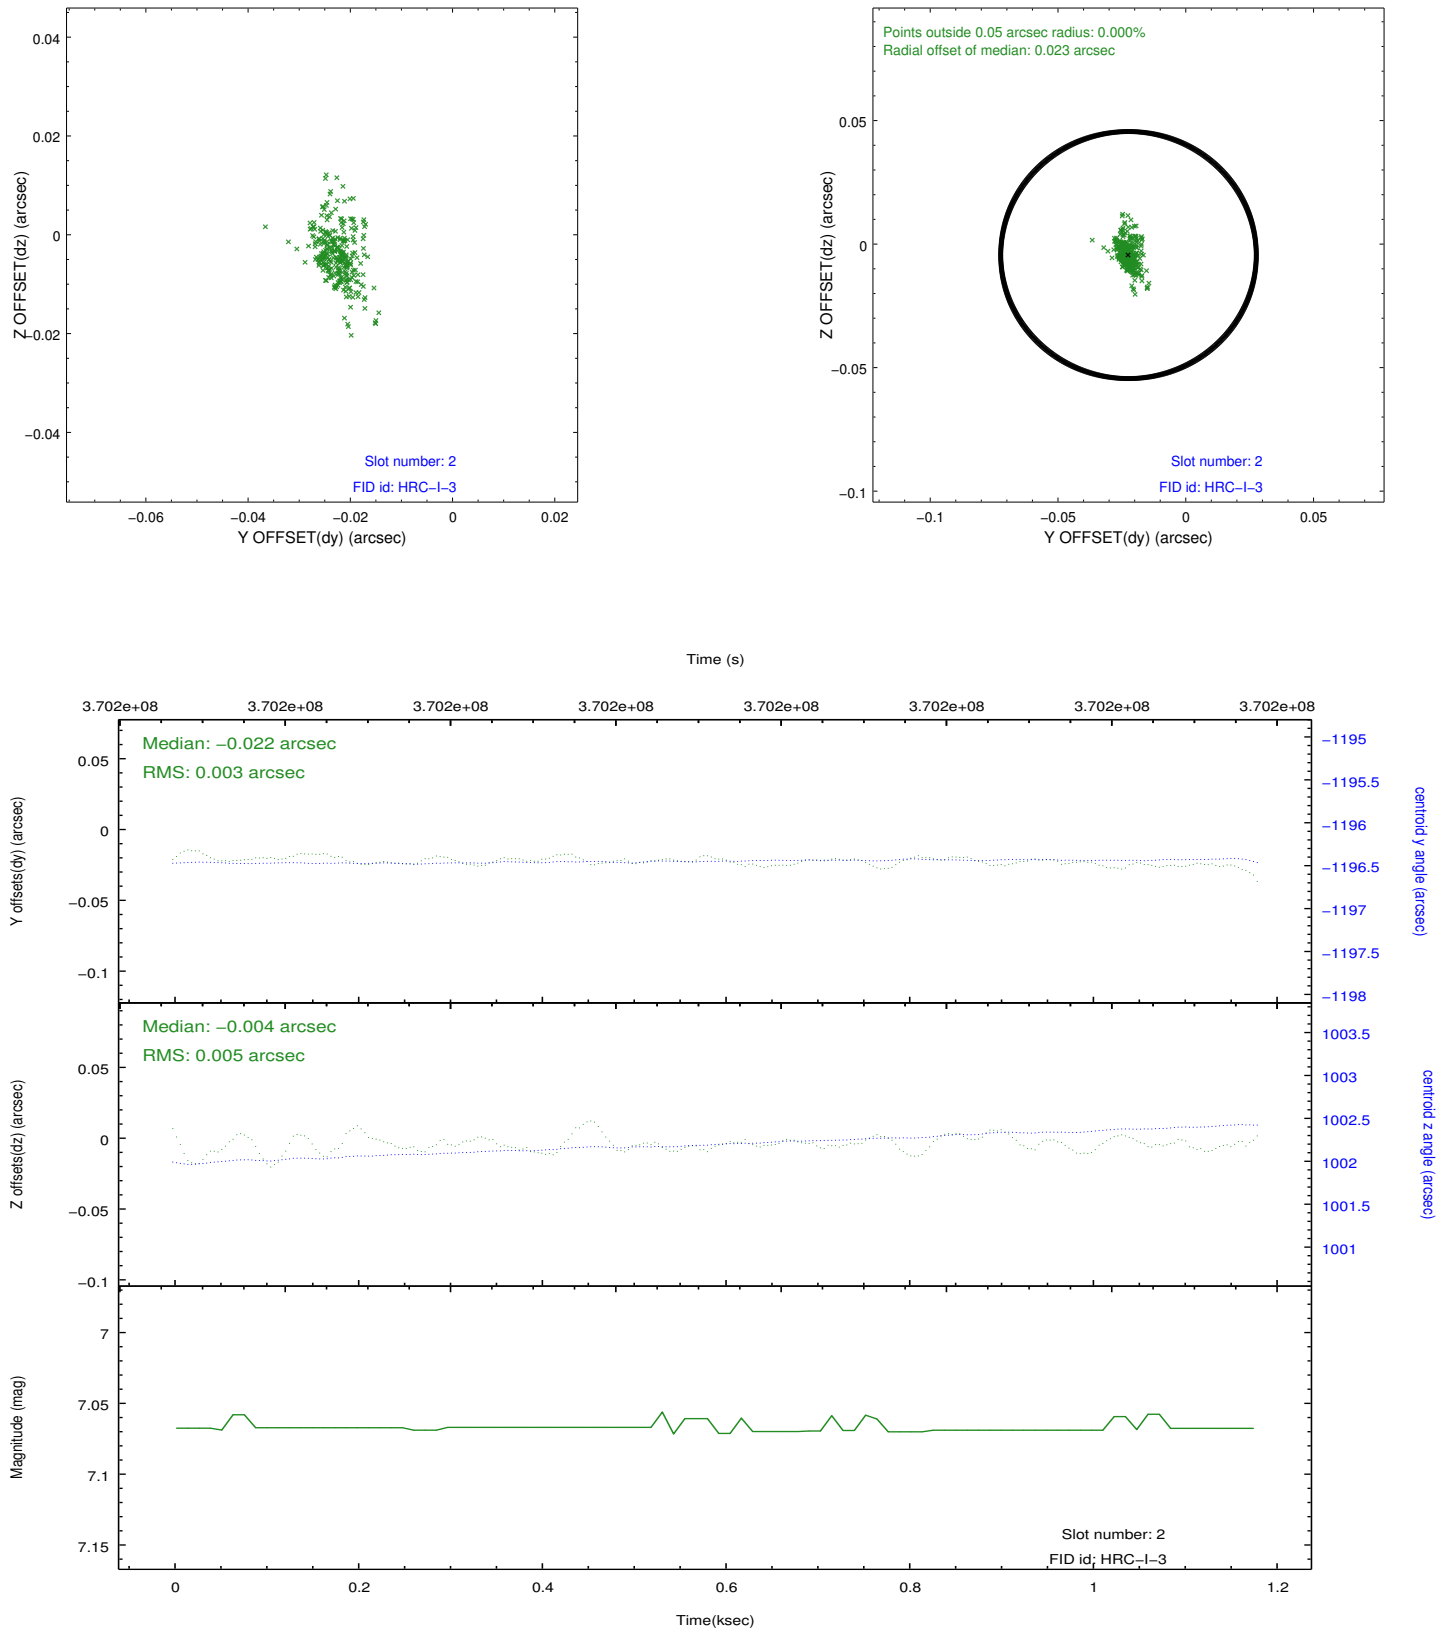 0.04
0.02
0
−0.02
−0.04
Z OFFSET(dz) (arcsec)
Slot number: 2
FID id: HRC−I−3
−0.06
−0.04
−0.02
0
0.02
Y OFFSET(dy) (arcsec)
Points outside 0.05 arcsec radius: 0.000%
Radial offset of median: 0.023 arcsec
0.05
0
−0.05
−0.1
Z OFFSET(dz) (arcsec)
Slot number: 2
FID id: HRC−I−3
−0.1
−0.05
0
0.05
Y OFFSET(dy) (arcsec)
Time (s)
3.702e+08
3.702e+08
3.702e+08
3.702e+08
3.702e+08
3.702e+08
3.702e+08
3.702e+08
Median: −0.022 arcsec
RMS: 0.003 arcsec
0.05
0
−0.05
−0.1
Y offsets(dy) (arcsec)
−1195
−1195.5
−1196
−1196.5
−1197
−1197.5
−1198
centroid y angle (arcsec)
Median: −0.004 arcsec
RMS: 0.005 arcsec
0.05
0
−0.05
−0.1
Z offsets(dz) (arcsec)
1003.5
1003
1002.5
1002
1001.5
1001
centroid z angle (arcsec)
7
7.05
7.1
7.15
Magnitude (mag)
Slot number: 2
FID id: HRC−I−3
0
0.2
0.4
0.6
0.8
1
1.2
Time(ksec)